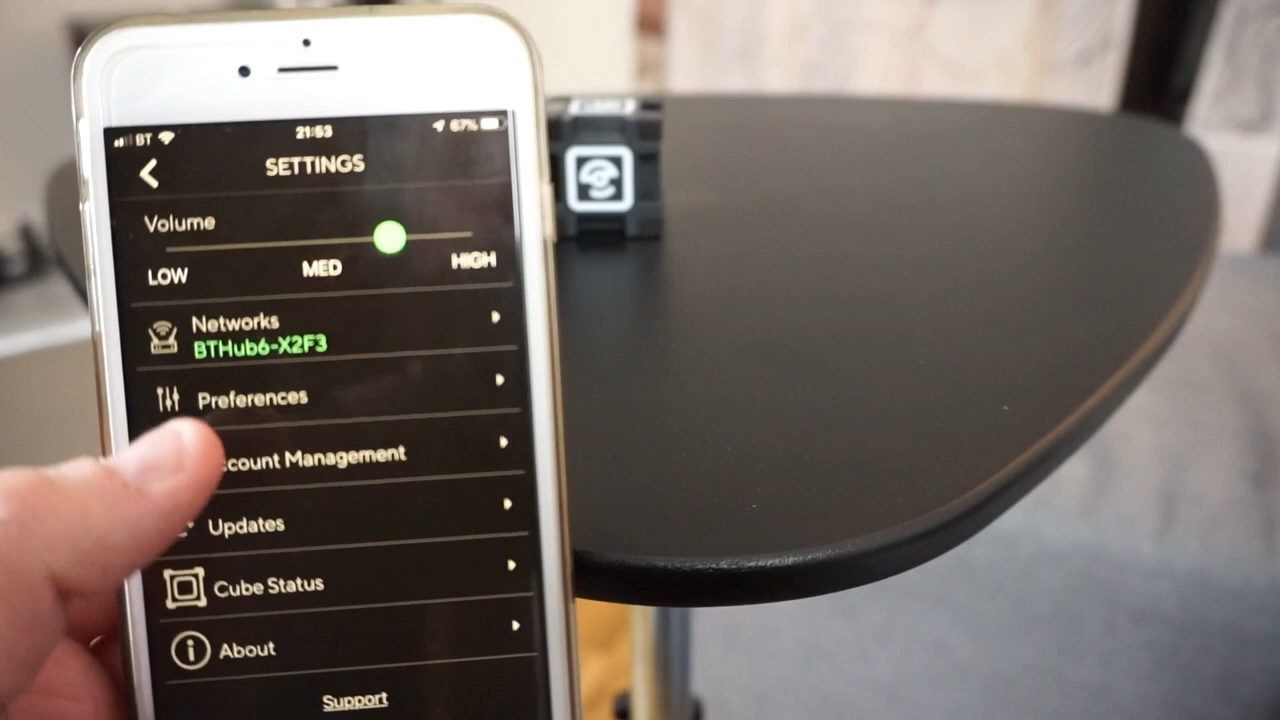 BT 21:53 67%
SETTINGS
Volume
LOW MED HIGH
Networks
BTHub6-X2F3
Preferences
ccount Management
Updates
Cube Status
About
Support